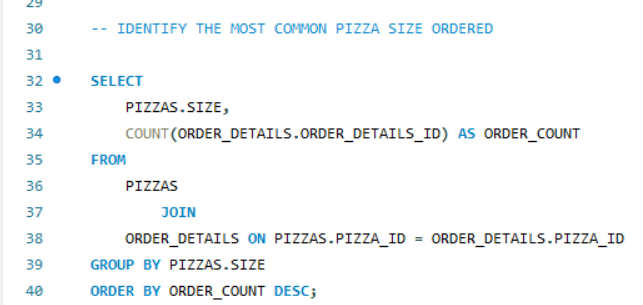 29
30 -- IDENTIFY THE MOST COMMON PIZZA SIZE ORDERED
31
32 SELECT
33 PIZZAS.SIZE,
34 COUNT(ORDER_DETAILS.ORDER_DETAILS_ID) AS ORDER_COUNT
35 FROM
36 PIZZAS
37 JOIN
38 ORDER_DETAILS ON PIZZAS.PIZZA_ID = ORDER_DETAILS.PIZZA_ID
39 GROUP BY PIZZAS.SIZE
40 ORDER BY ORDER_COUNT DESC;